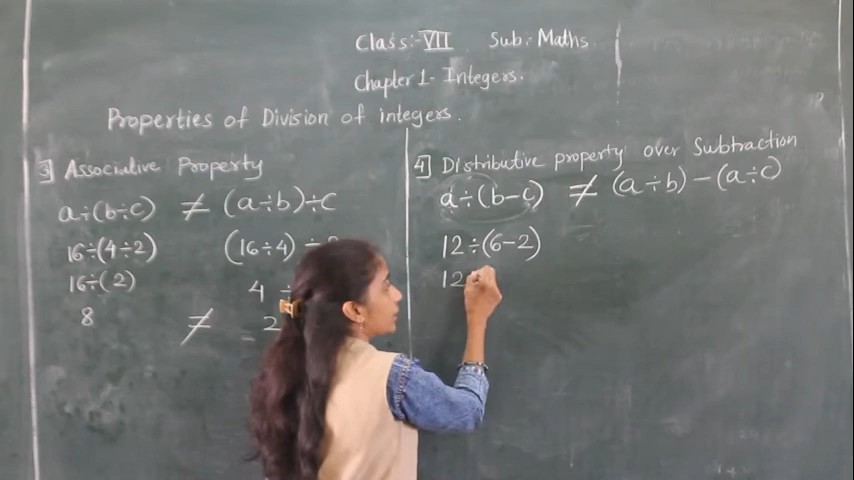 Class:- VII Sub:- Maths.
Chapter 1- Integers.
Properties of Division of integers.
3] Associative Property
a÷(b÷c) ≠ (a÷b)÷c
16÷(4÷2) (16÷4) ÷
16÷(2) 4 ÷
8 ≠ 2
4] Distributive property over Subtraction
a÷(b-c) ≠ (a÷b)-(a÷c)
12÷(6-2)
12